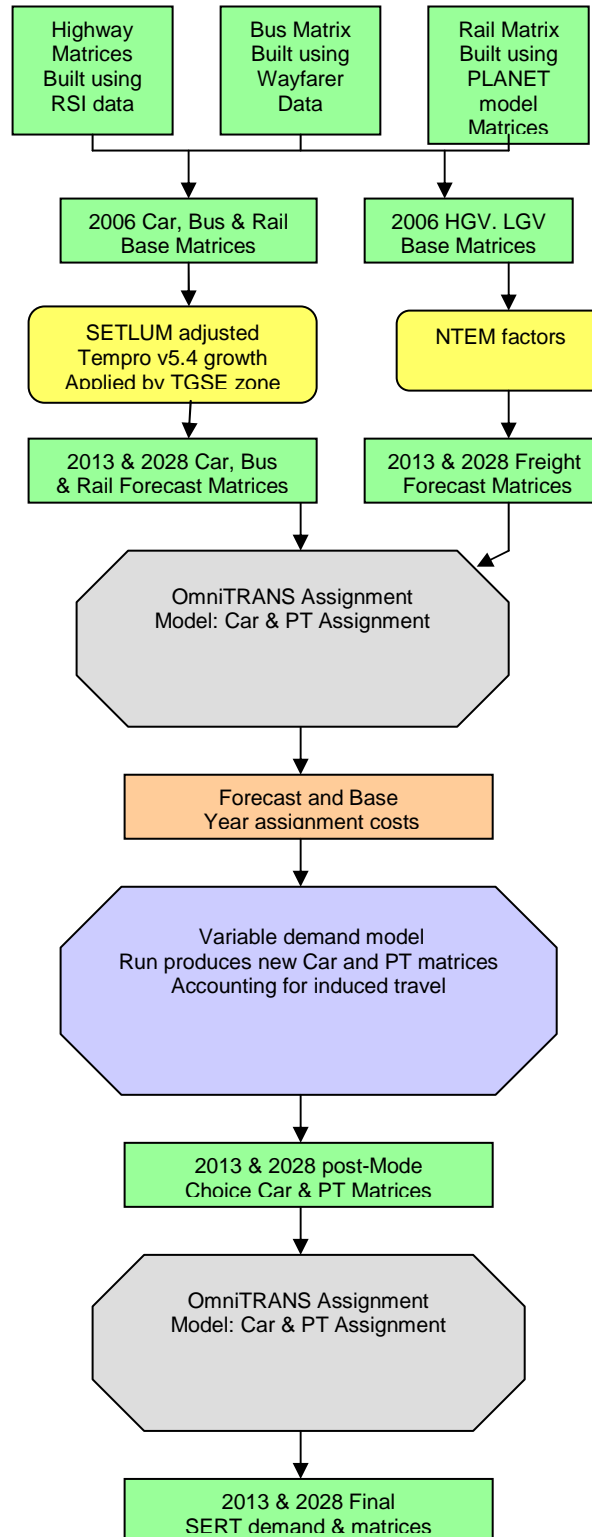 Highway
Matrices
Built using
RSI data
Bus Matrix
Built using
Wayfarer
Data
Rail Matrix
Built using
PLANET
model
Matrices
2006 Car, Bus & Rail
Base Matrices
2006 HGV. LGV
Base Matrices
SETLUM adjusted
Tempro v5.4 growth
Applied by TGSE zone
NTEM factors
2013 & 2028 Car, Bus
& Rail Forecast Matrices
2013 & 2028 Freight
Forecast Matrices
OmniTRANS Assignment
Model: Car & PT Assignment
Forecast and Base
Year assignment costs
Variable demand model
Run produces new Car and PT matrices
Accounting for induced travel
2013 & 2028 post-Mode
Choice Car & PT Matrices
OmniTRANS Assignment
Model: Car & PT Assignment
2013 & 2028 Final
SERT demand & matrices